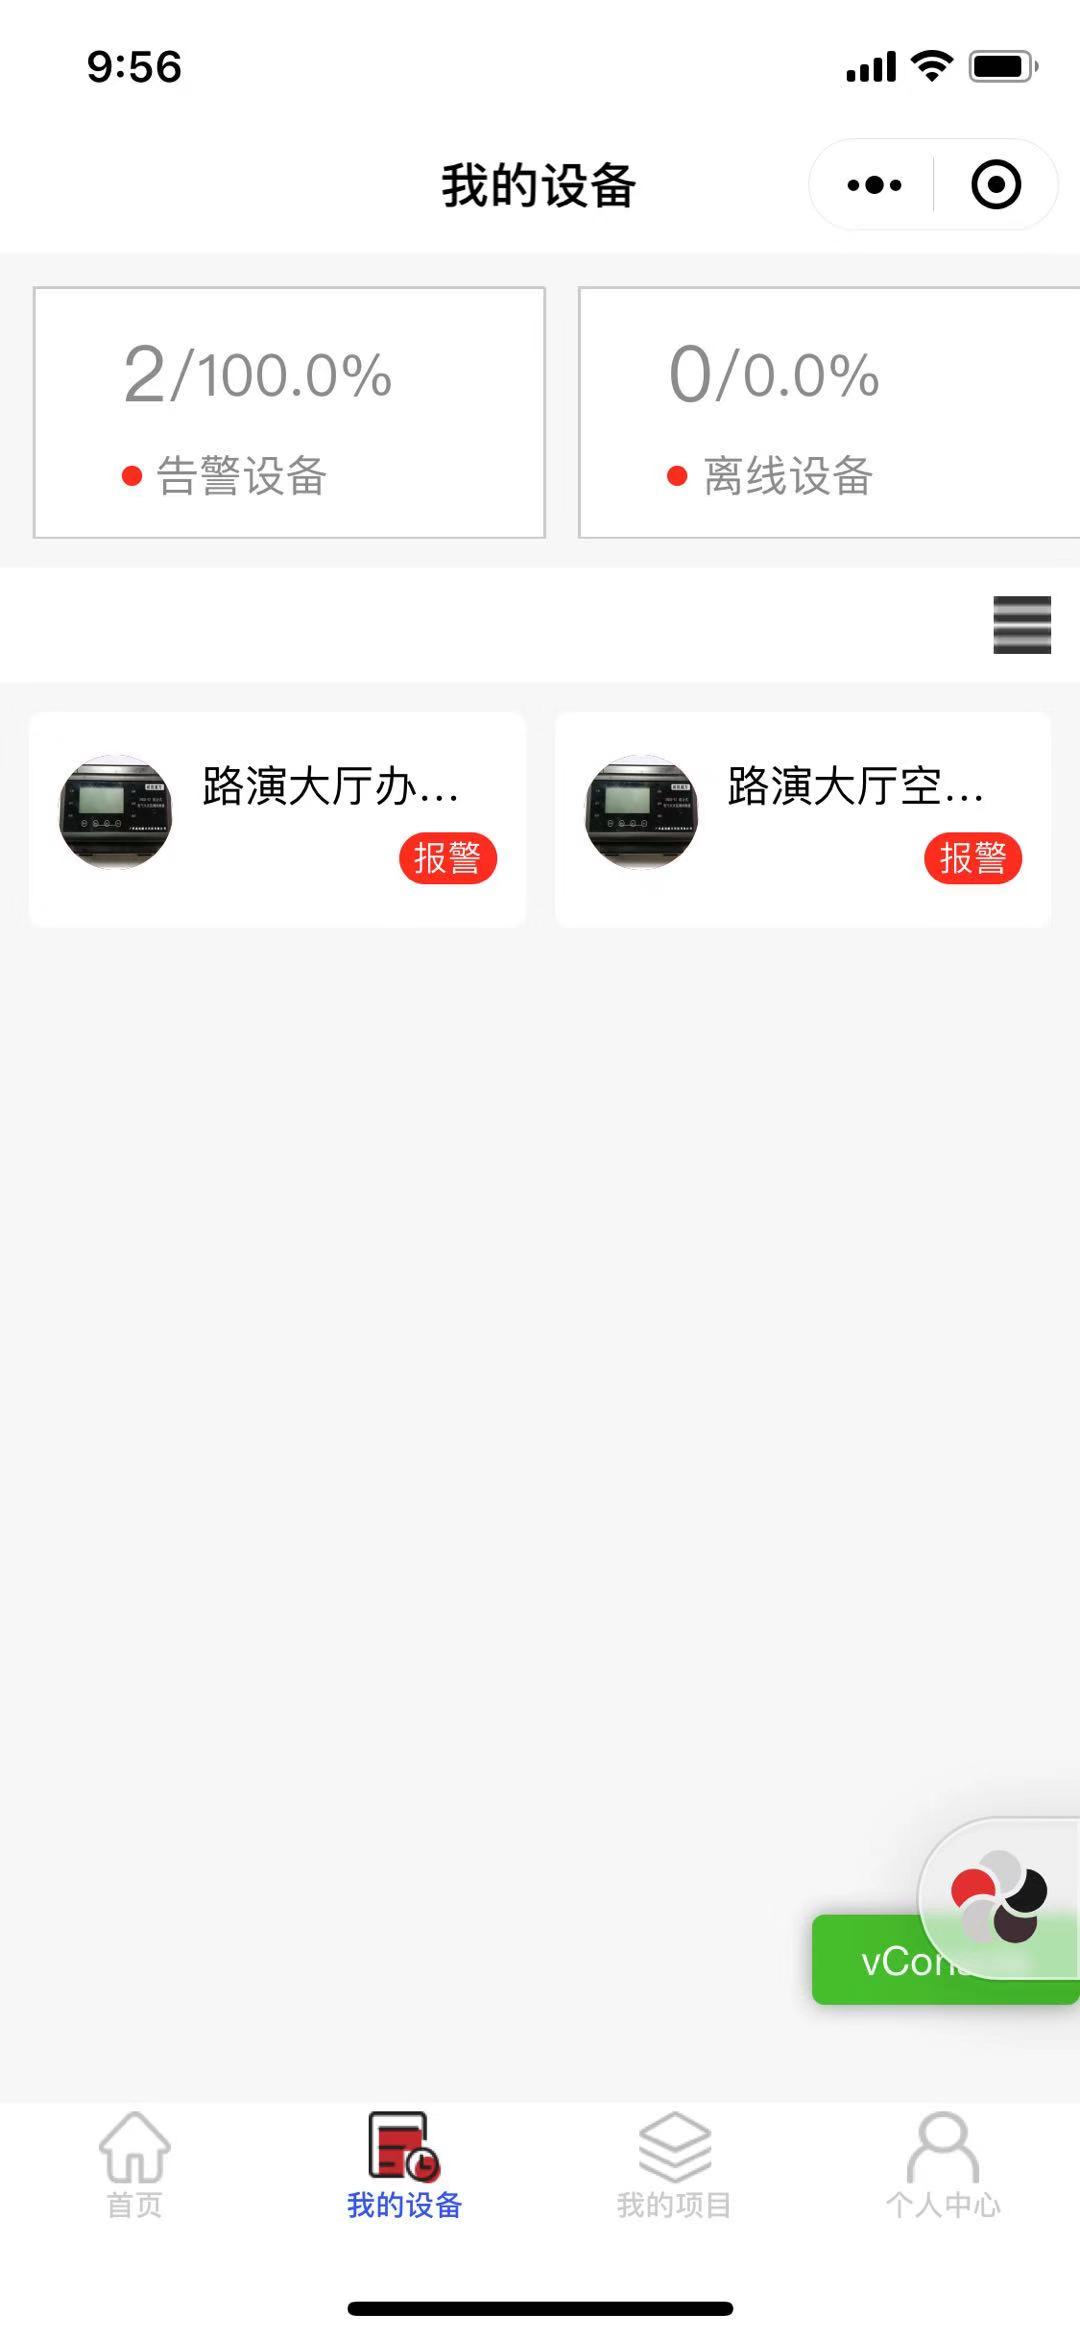 9:56
我的设备
2/100.0%
告警设备
0/0.0%
离线设备
路演大厅办...
报警
路演大厅空...
报警
首页
我的设备
我的项目
个人中心